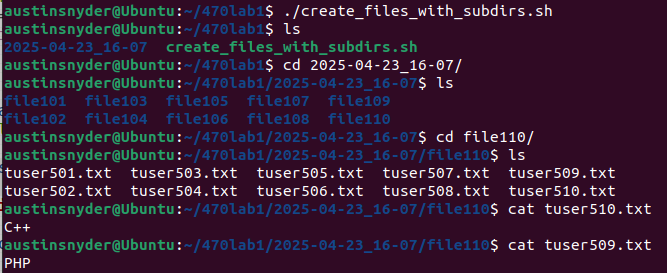 austinsnyder@Ubuntu:~/470lab1$ ./create_files_with_subdirs.sh
austinsnyder@Ubuntu:~/470lab1$ ls
2025-04-23_16-07  create_files_with_subdirs.sh
austinsnyder@Ubuntu:~/470lab1$ cd 2025-04-23_16-07/
austinsnyder@Ubuntu:~/470lab1/2025-04-23_16-07$ ls
file101  file103  file105  file107  file109
file102  file104  file106  file108  file110
austinsnyder@Ubuntu:~/470lab1/2025-04-23_16-07$ cd file110/
austinsnyder@Ubuntu:~/470lab1/2025-04-23_16-07/file110$ ls
tuser501.txt  tuser503.txt  tuser505.txt  tuser507.txt  tuser509.txt
tuser502.txt  tuser504.txt  tuser506.txt  tuser508.txt  tuser510.txt
austinsnyder@Ubuntu:~/470lab1/2025-04-23_16-07/file110$ cat tuser510.txt
C++
austinsnyder@Ubuntu:~/470lab1/2025-04-23_16-07/file110$ cat tuser509.txt
PHP